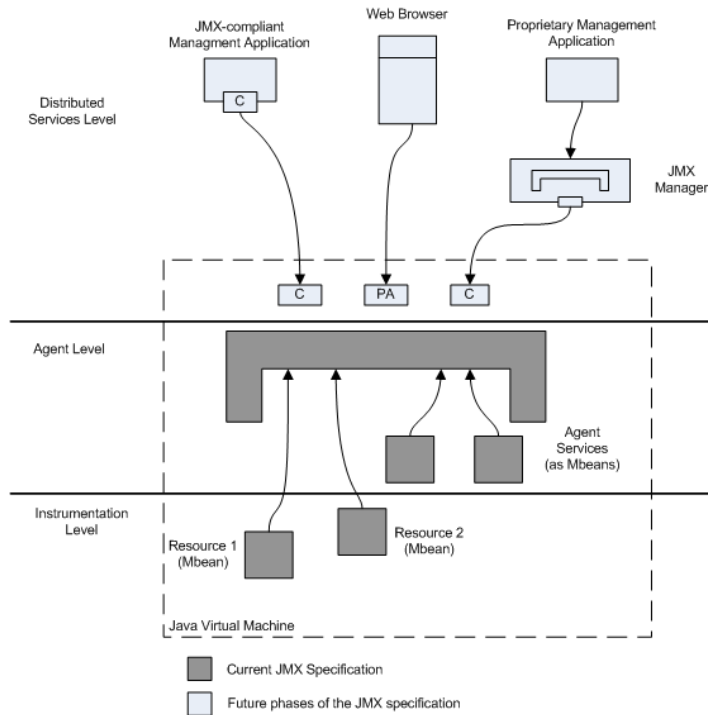 JMX-compliant
Managment Application
Web Browser
Proprietary Management
Application
C
Distributed
Services Level
JMX
Manager
C
PA
C
Agent Level
Agent
Services
(as Mbeans)
Instrumentation
Level
Resource 1
(Mbean)
Resource 2
(Mbean)
Java Virtual Machine
Current JMX Specification
Future phases of the JMX specification